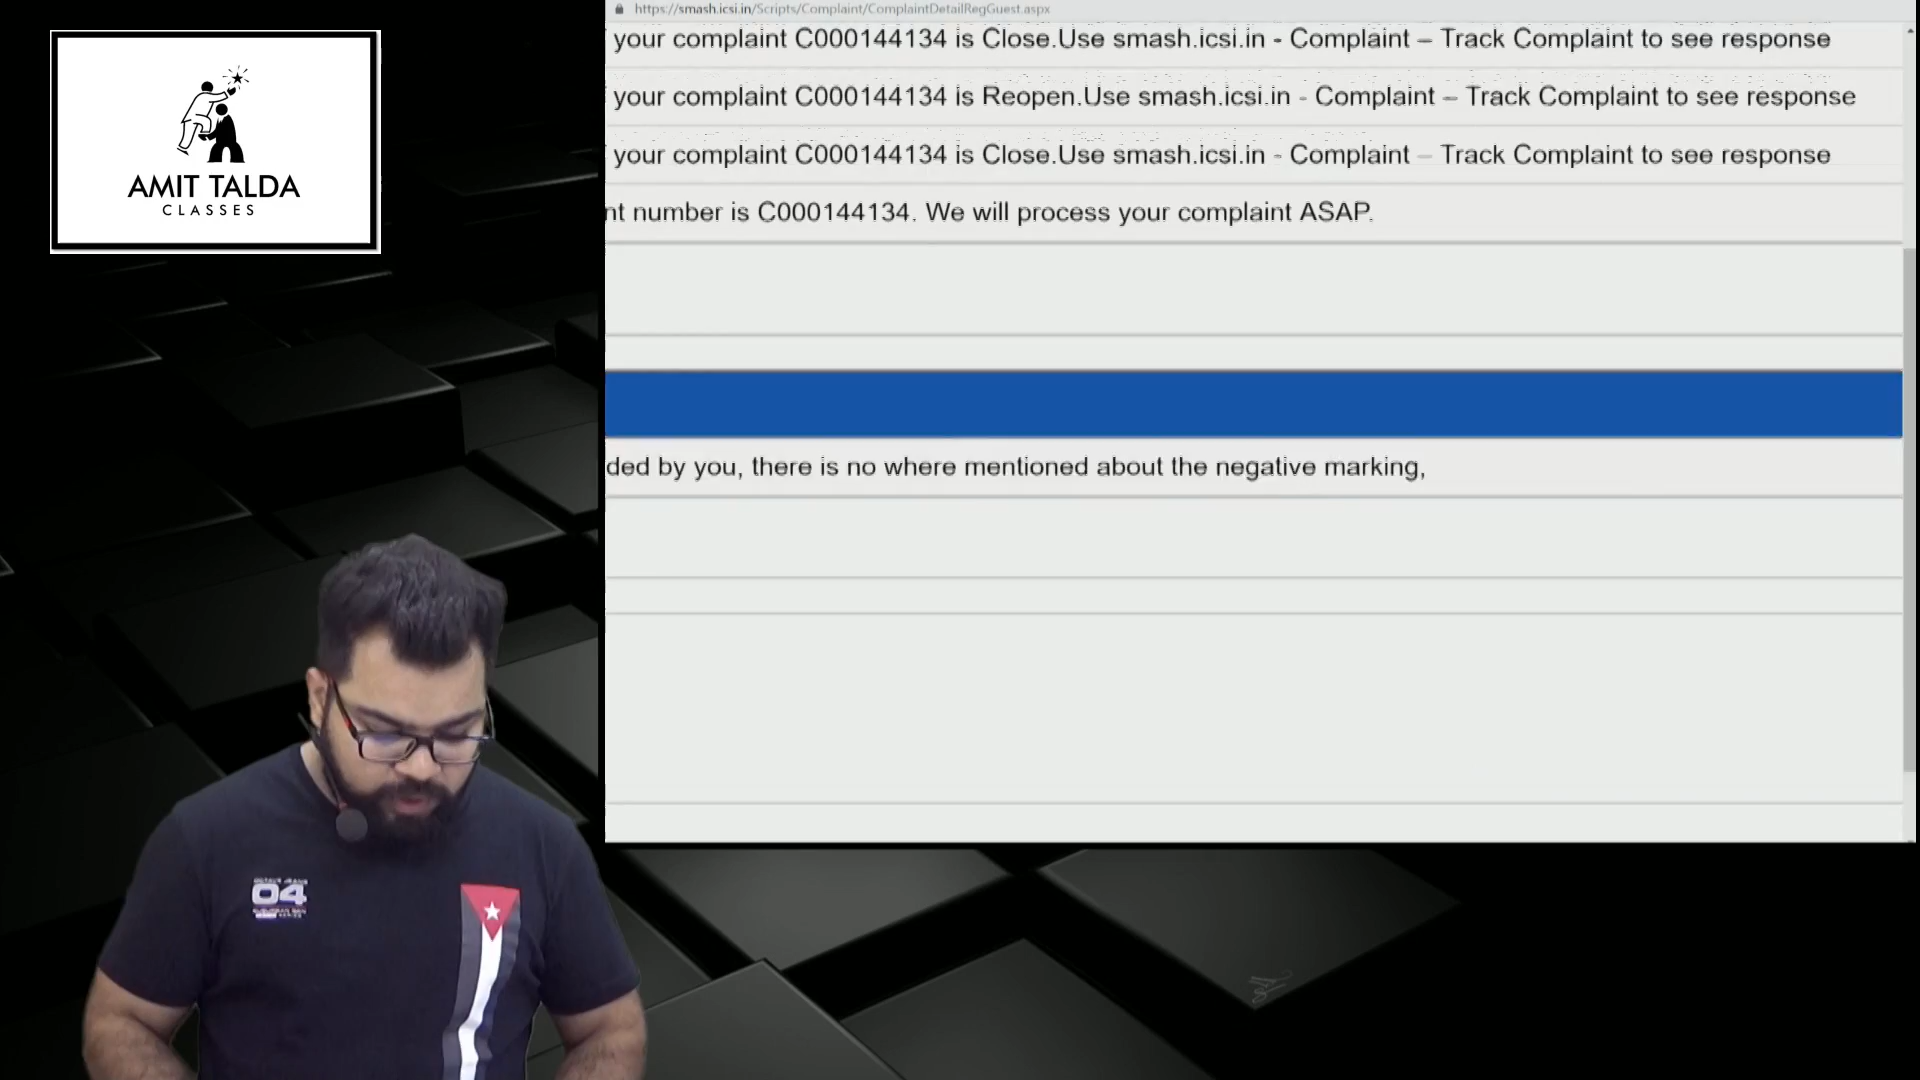 https://smash.icsi.in/Scripts/Complaint/ComplaintDetailRegGuest.aspx
your complaint C000144134 is Close.Use smash.icsi.in - Complaint – Track Complaint to see response
your complaint C000144134 is Reopen.Use smash.icsi.in - Complaint – Track Complaint to see response
your complaint C000144134 is Close.Use smash.icsi.in - Complaint – Track Complaint to see response
nt number is C000144134. We will process your complaint ASAP.
ded by you, there is no where mentioned about the negative marking,
AMIT TALDA
CLASSES
04